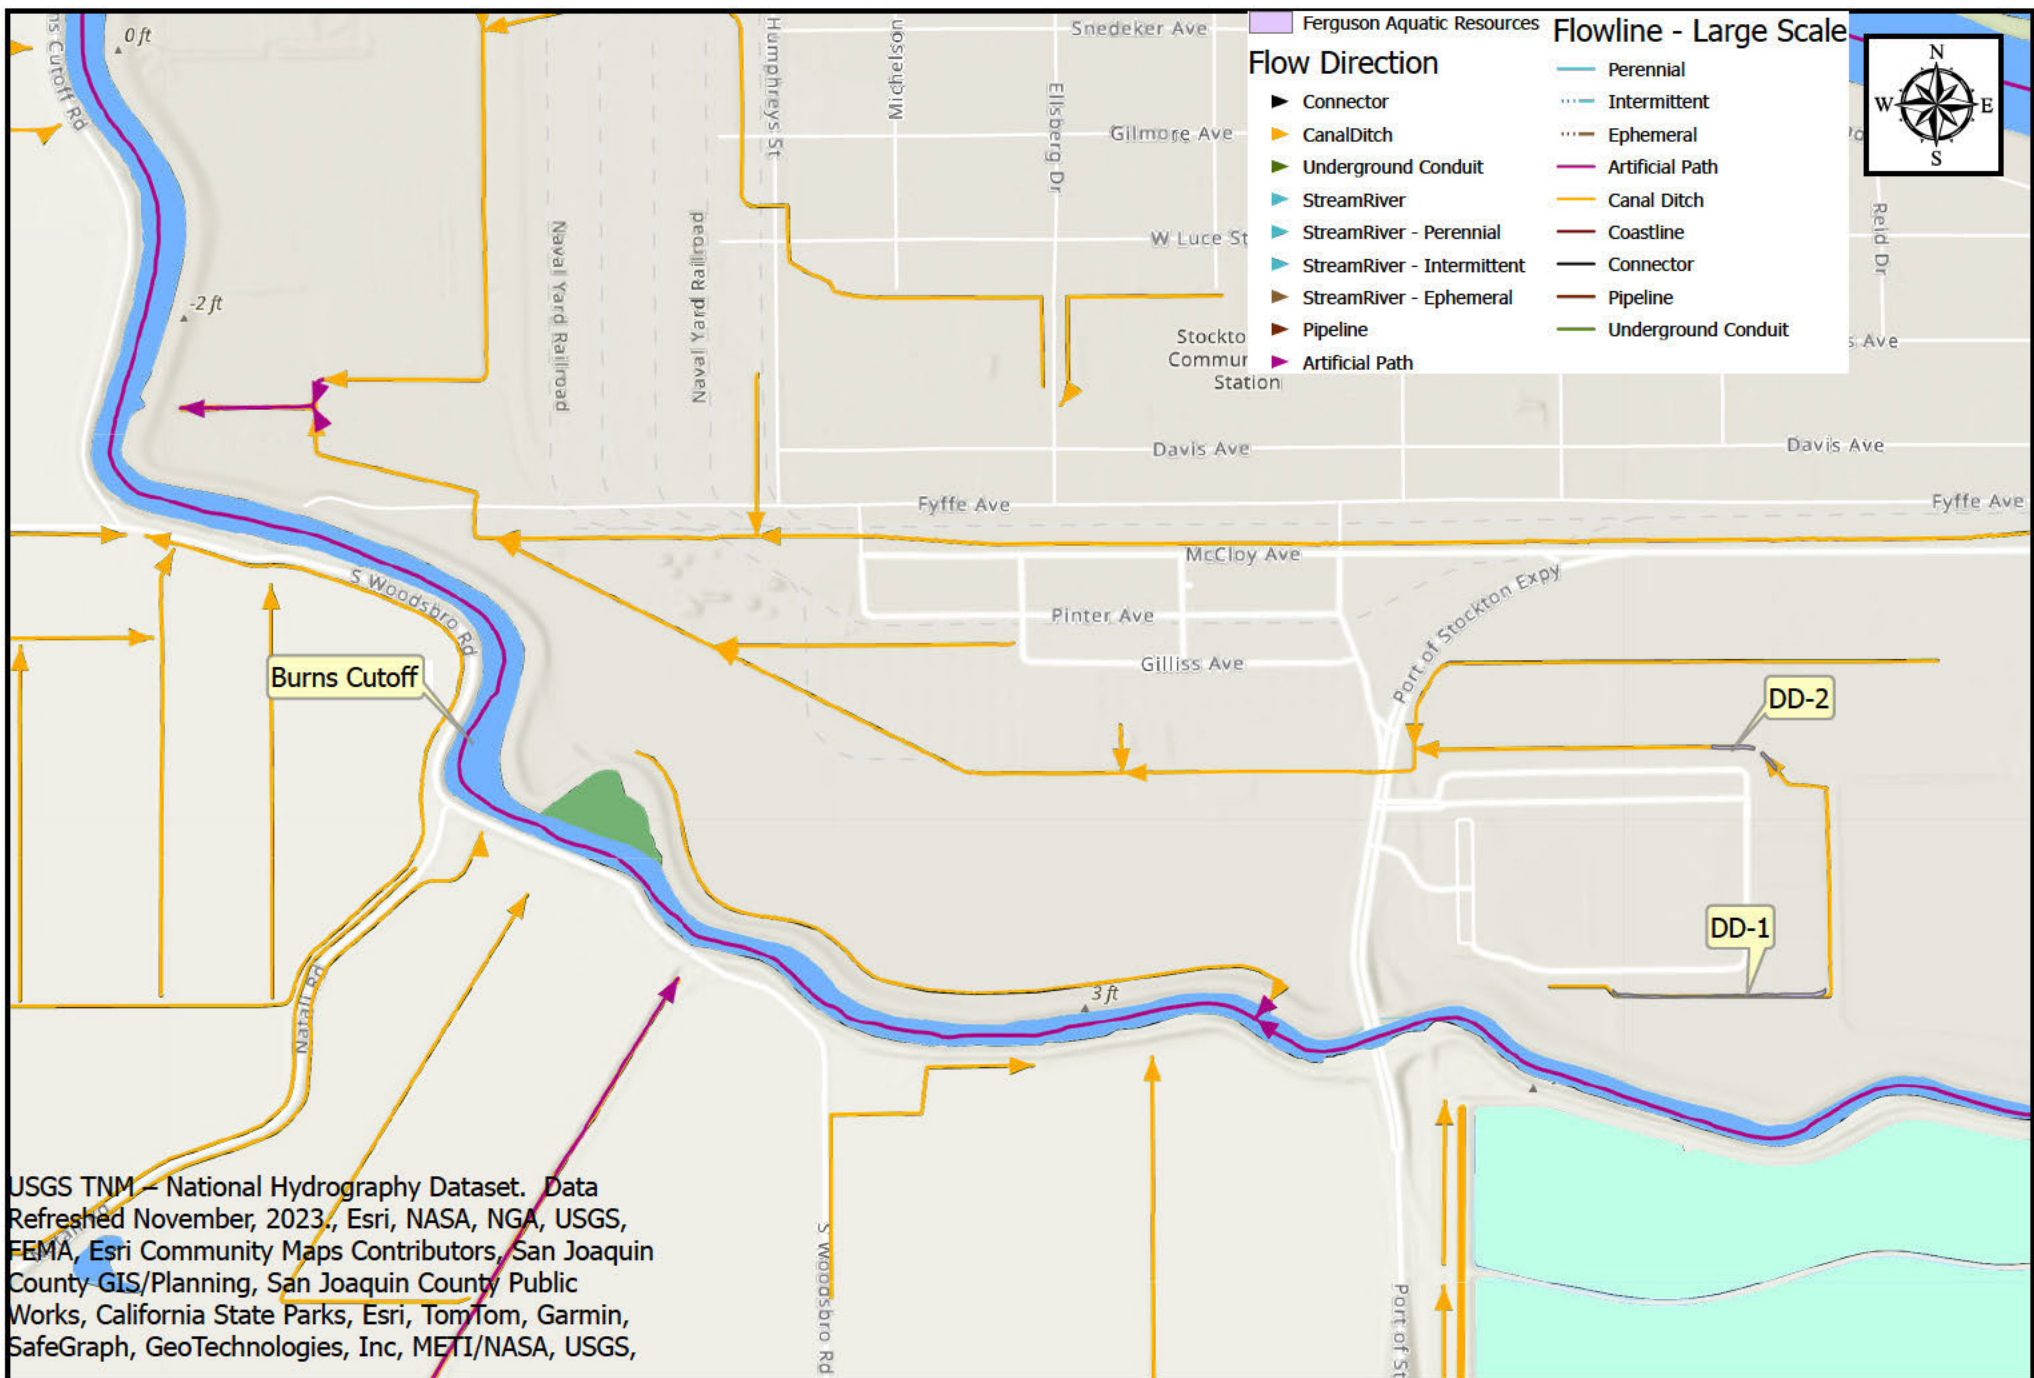 Ferguson Aquatic Resources
Flow Direction
Connector
CanalDitch
Underground Conduit
StreamRiver
StreamRiver - Perennial
StreamRiver - Intermittent
StreamRiver - Ephemeral
Pipeline
Artificial Path
Flowline - Large Scale
Perennial
Intermittent
Ephemeral
Artificial Path
Canal Ditch
Coastline
Connector
Pipeline
Underground Conduit
N
W
E
S
ns Cutoff Rd
0 ft
-2 ft
Naval Yard Railroad
Naval Yard Railroad
Humphreys St
Michelson
Ellsberg Dr
Snedeker Ave
Gilmore Ave
W Luce St
Stockto
Commur
Station
Reid Dr
s Ave
Davis Ave
Davis Ave
Fyffe Ave
Fyffe Ave
McCloy Ave
Pinter Ave
Gilliss Ave
Port of Stockton Expy
S Woodsbro Rd
Burns Cutoff
DD-2
DD-1
3 ft
Natali Rd
S Woodsbro Rd
Port of St
USGS TNM – National Hydrography Dataset. Data
Refreshed November, 2023., Esri, NASA, NGA, USGS,
FEMA, Esri Community Maps Contributors, San Joaquin
County GIS/Planning, San Joaquin County Public
Works, California State Parks, Esri, TomTom, Garmin,
SafeGraph, GeoTechnologies, Inc, METI/NASA, USGS,